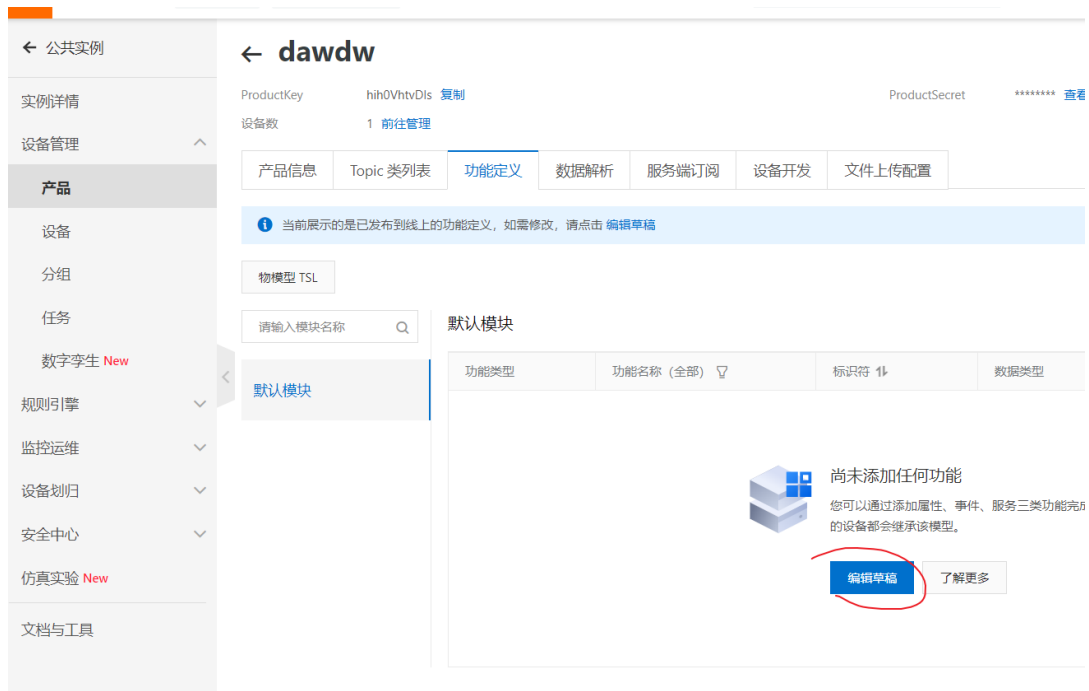 公共实例
实例详情
设备管理
产品
设备
分组
任务
数字孪生 New
规则引擎
监控运维
设备划归
安全中心
仿真实验 New
文档与工具
dawdw
ProductKey hih0VhtvDIs 复制 ProductSecret ******** 查看
设备数 1 前往管理
产品信息 Topic 类列表 功能定义 数据解析 服务端订阅 设备开发 文件上传配置
当前展示的是已发布到线上的功能定义，如需修改，请点击 编辑草稿
物模型 TSL
请输入模块名称
默认模块
默认模块
功能类型 功能名称（全部） 标识符 数据类型
尚未添加任何功能
您可以通过添加属性、事件、服务三类功能完成
的设备都会继承该模型。
编辑草稿 了解更多